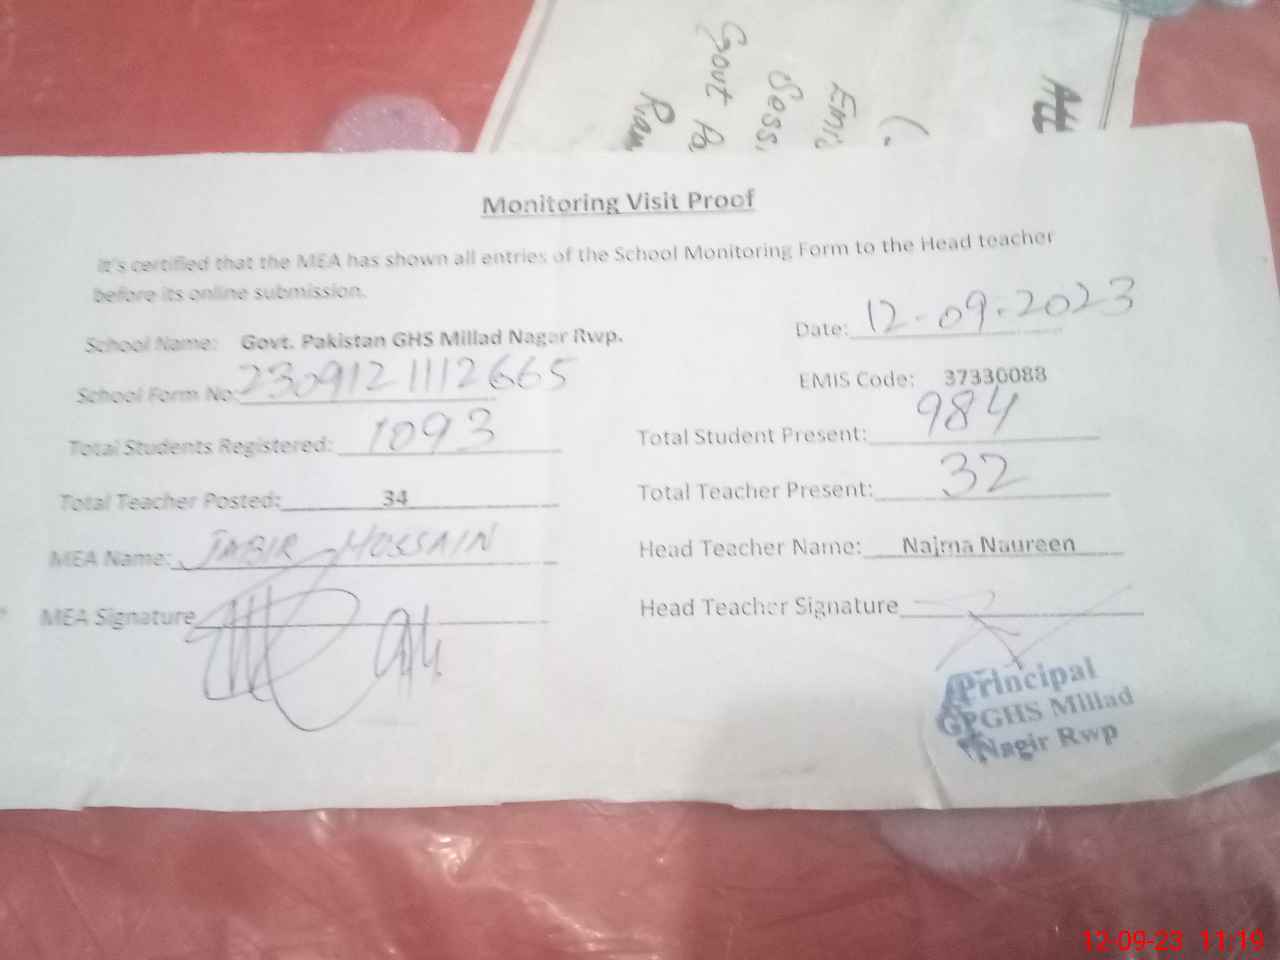 Govt
Sess.
Monitoring Visit Proof
It's certified that the MEA has shown all entries of the School Monitoring Form to the Head teacher
before its online submission.
School Name: Govt. Pakistan GHS Millad Nagar Rwp.
Date: 12-09-2023
School Form No: 2309121112665
EMIS Code: 37330088
Total Students Registered: 1093
Total Student Present: 984
Total Teacher Posted: 34
Total Teacher Present: 32
MEA Name: HUSSAIN
Head Teacher Name: Najma Naureen
MEA Signature
Head Teacher Signature
Principal
GPGHS Millad
Nagir Rwp
12-09-23 11:19